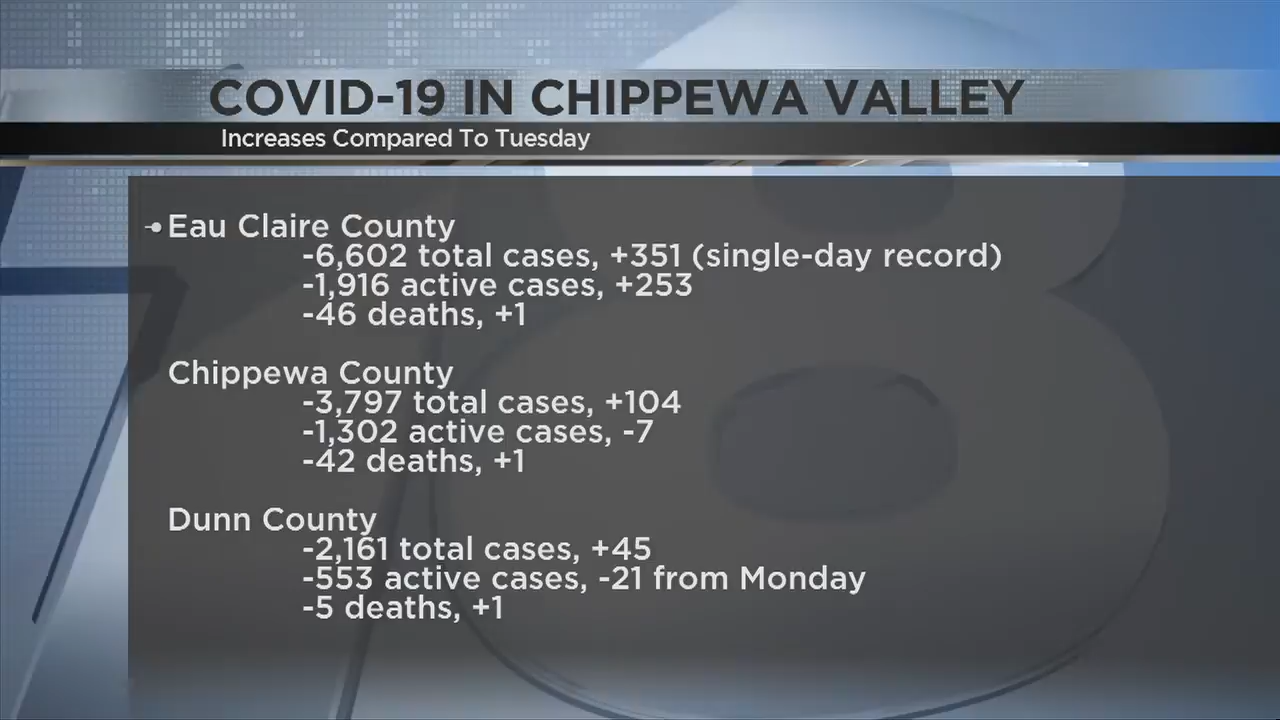 COVID-19 IN CHIPPEWA VALLEY
Increases Compared To Tuesday
Eau Claire County
-6,602 total cases, +351 (single-day record)
-1,916 active cases, +253
-46 deaths, +1
Chippewa County
-3,797 total cases, +104
-1,302 active cases, -7
-42 deaths, +1
Dunn County
-2,161 total cases, +45
-553 active cases, -21 from Monday
-5 deaths, +1